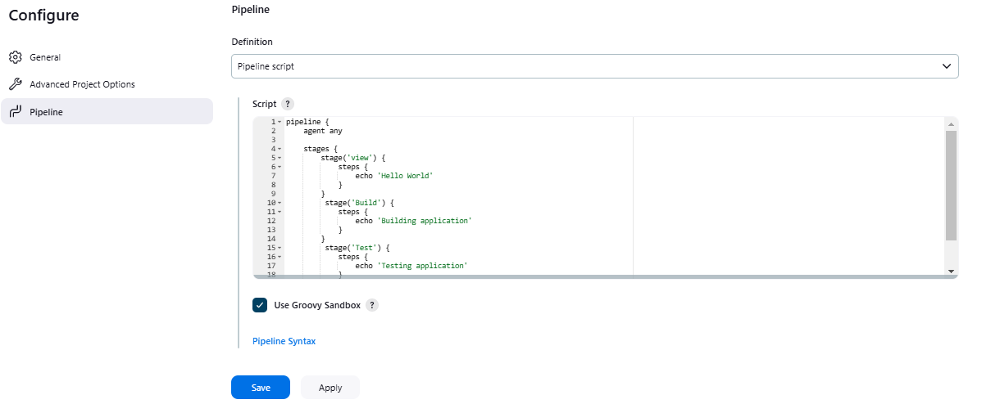 Configure
General
Advanced Project Options
Pipeline
Pipeline
Definition
Pipeline script
Script ?
1 pipeline {
2     agent any
3
4     stages {
5         stage('view') {
6             steps {
7                 echo 'Hello World'
8             }
9         }
10         stage('Build') {
11             steps {
12                 echo 'Building application'
13             }
14         }
15         stage('Test') {
16             steps {
17                 echo 'Testing application'
18             }
Use Groovy Sandbox ?
Pipeline Syntax
Save
Apply